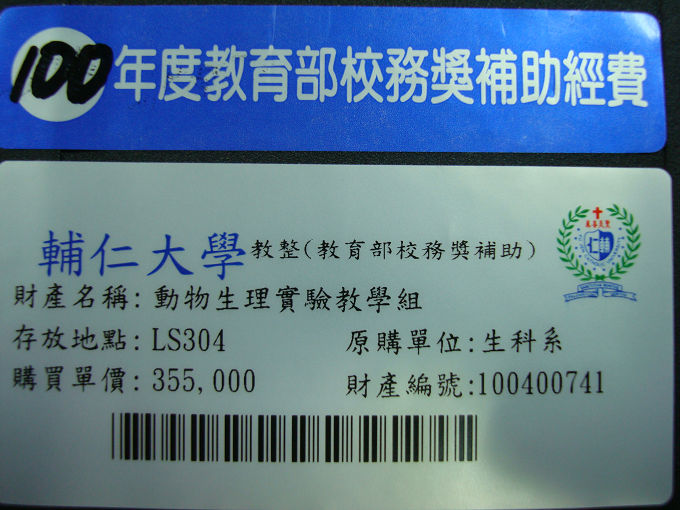 100年度教育部校務獎補助經費
輔仁大學教整(教育部校務獎補助)
財產名稱: 動物生理實驗教學組
存放地點: LS304 原購單位:生科系
購買單價: 355,000 財產編號:100400741